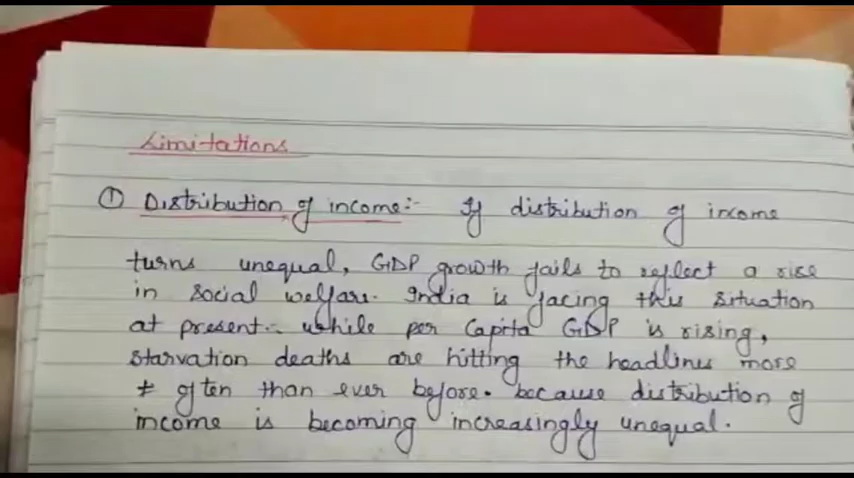 Limitations
① Distribution of income:- If distribution of income
turns unequal, GDP growth fails to reflect a rise
in social welfare. India is facing this situation
at present. while per Capita GDP is rising,
starvation deaths are hitting the headlines more
often than ever before. because distribution of
income is becoming increasingly unequal.